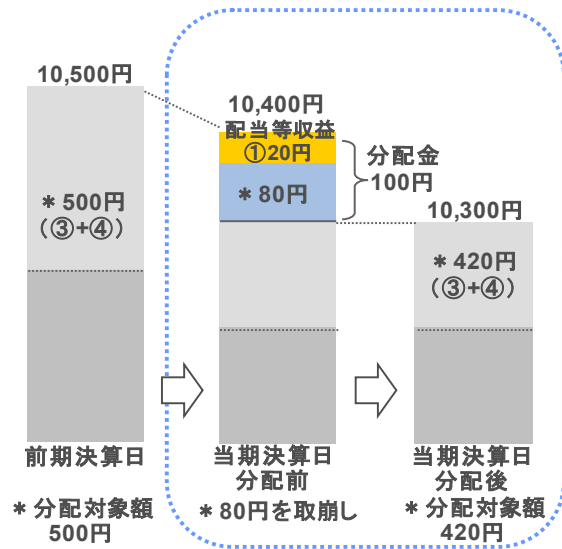 10,500円
＊500円
（③+④）
前期決算日
＊分配対象額
500円
10,400円
配当等収益
①20円
＊80円
分配金
100円
当期決算日
分配前
＊80円を取崩し
10,300円
＊420円
（③+④）
当期決算日
分配後
＊分配対象額
420円